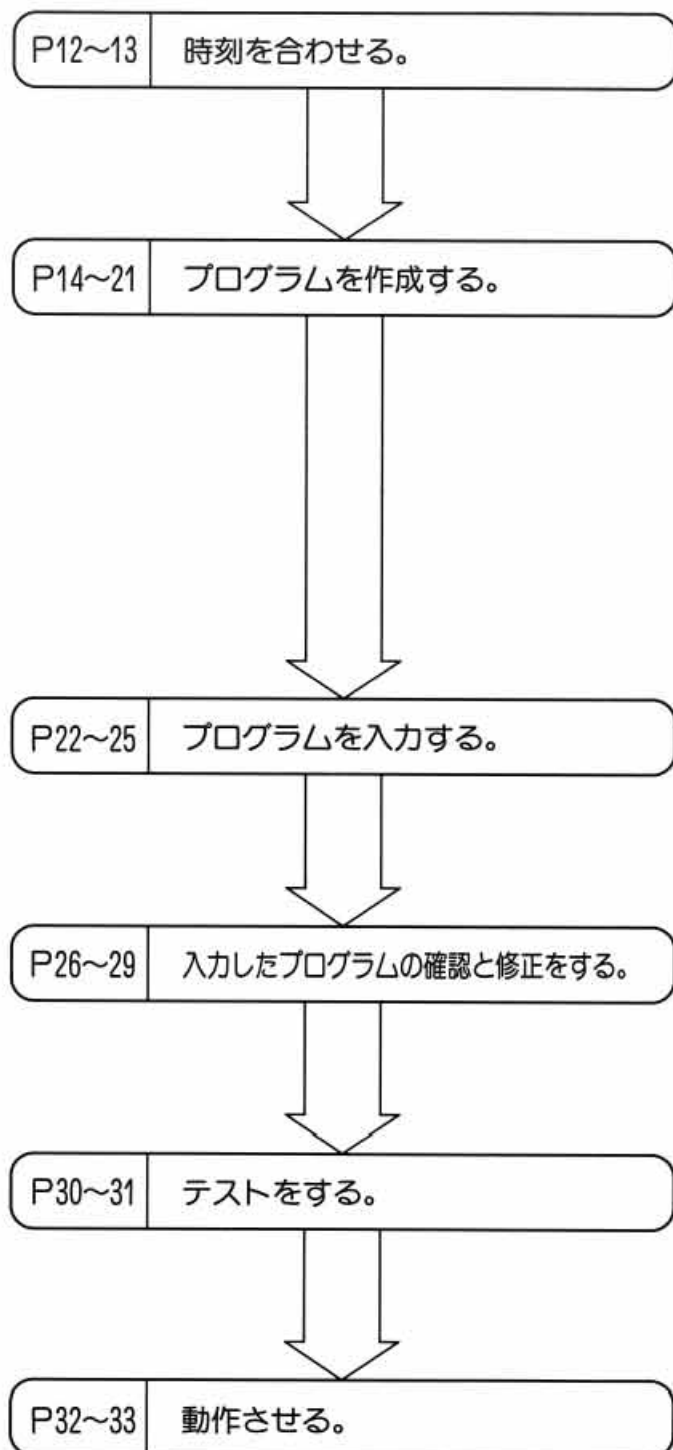 P12~13 時刻を合わせる。
P14~21 プログラムを作成する。
P22~25 プログラムを入力する。
P26~29 入力したプログラムの確認と修正をする。
P30~31 テストをする。
P32~33 動作させる。